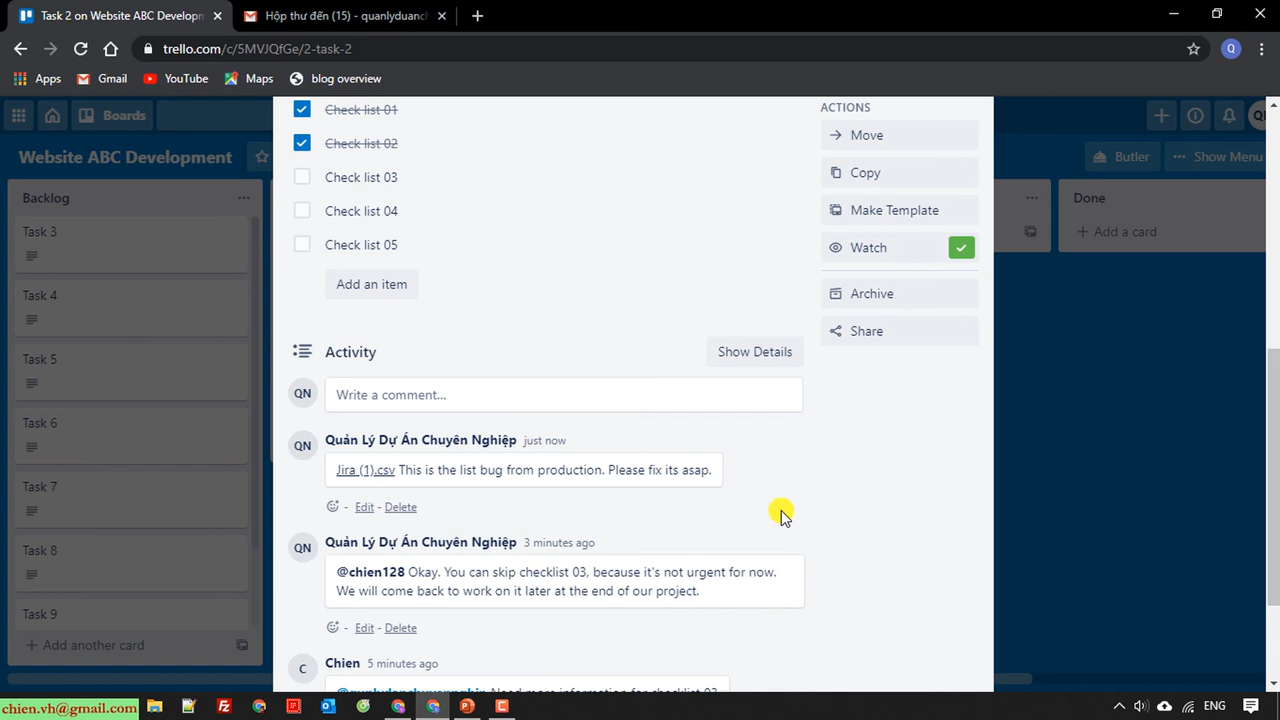 Task 2 on Website ABC Developm
Hộp thư đến (15) - quanlyduanch
trello.com/c/5MVJQfGe/2-task-2
Q
Apps
Gmail
YouTube
Maps
blog overview
Boards
Website ABC Development
Butler
Show Menu
Backlog
Task 3
Task 4
Task 5
Task 6
Task 7
Task 8
Task 9
Add another card
Done
Add a card
Check list 01
Check list 02
Check list 03
Check list 04
Check list 05
Add an item
ACTIONS
Move
Copy
Make Template
Watch
Archive
Share
Activity
Show Details
QN
Write a comment...
QN
Quản Lý Dự Án Chuyên Nghiệp just now
Jira (1).csv This is the list bug from production. Please fix its asap.
- Edit - Delete
QN
Quản Lý Dự Án Chuyên Nghiệp 3 minutes ago
@chien128 Okay. You can skip checklist 03, because it's not urgent for now.
We will come back to work on it later at the end of our project.
- Edit - Delete
C
Chien 5 minutes ago
Need more information for checklist 03
chien.vh@gmail.com
ENG